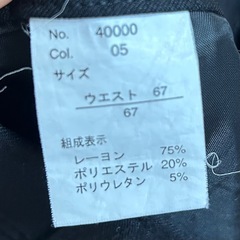 No. 40000
Col. 05
サイズ
ウエスト 67
67
組成表示
レーヨン 75%
ポリエステル 20%
ポリウレタン 5%